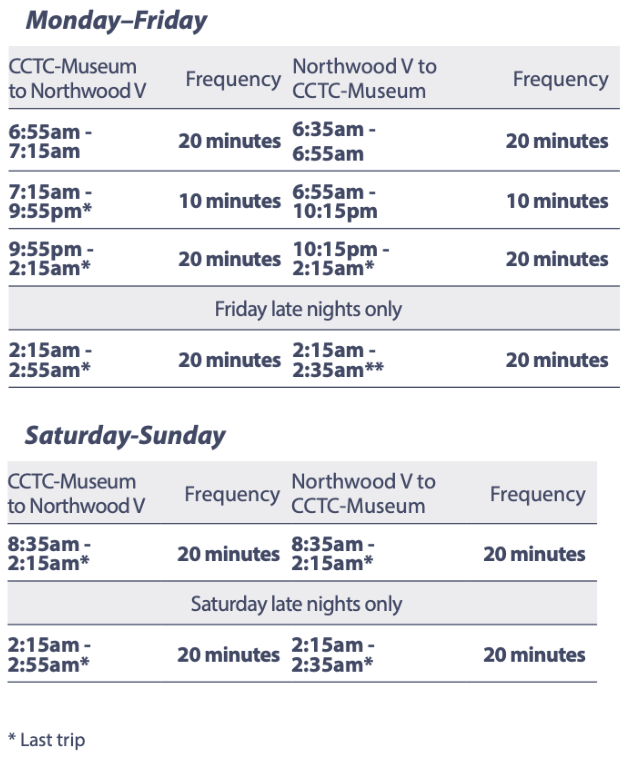 Monday–Friday
CCTC-Museum
to Northwood V
Frequency
Northwood V to
CCTC-Museum
Frequency
6:55am -
7:15am
20 minutes
6:35am -
6:55am
20 minutes
7:15am -
9:55pm*
10 minutes
6:55am -
10:15pm
10 minutes
9:55pm -
2:15am*
20 minutes
10:15pm -
2:15am*
20 minutes
Friday late nights only
2:15am -
2:55am*
20 minutes
2:15am -
2:35am**
20 minutes
Saturday-Sunday
CCTC-Museum
to Northwood V
Frequency
Northwood V to
CCTC-Museum
Frequency
8:35am -
2:15am*
20 minutes
8:35am -
2:15am*
20 minutes
Saturday late nights only
2:15am -
2:55am*
20 minutes
2:15am -
2:35am*
20 minutes
* Last trip